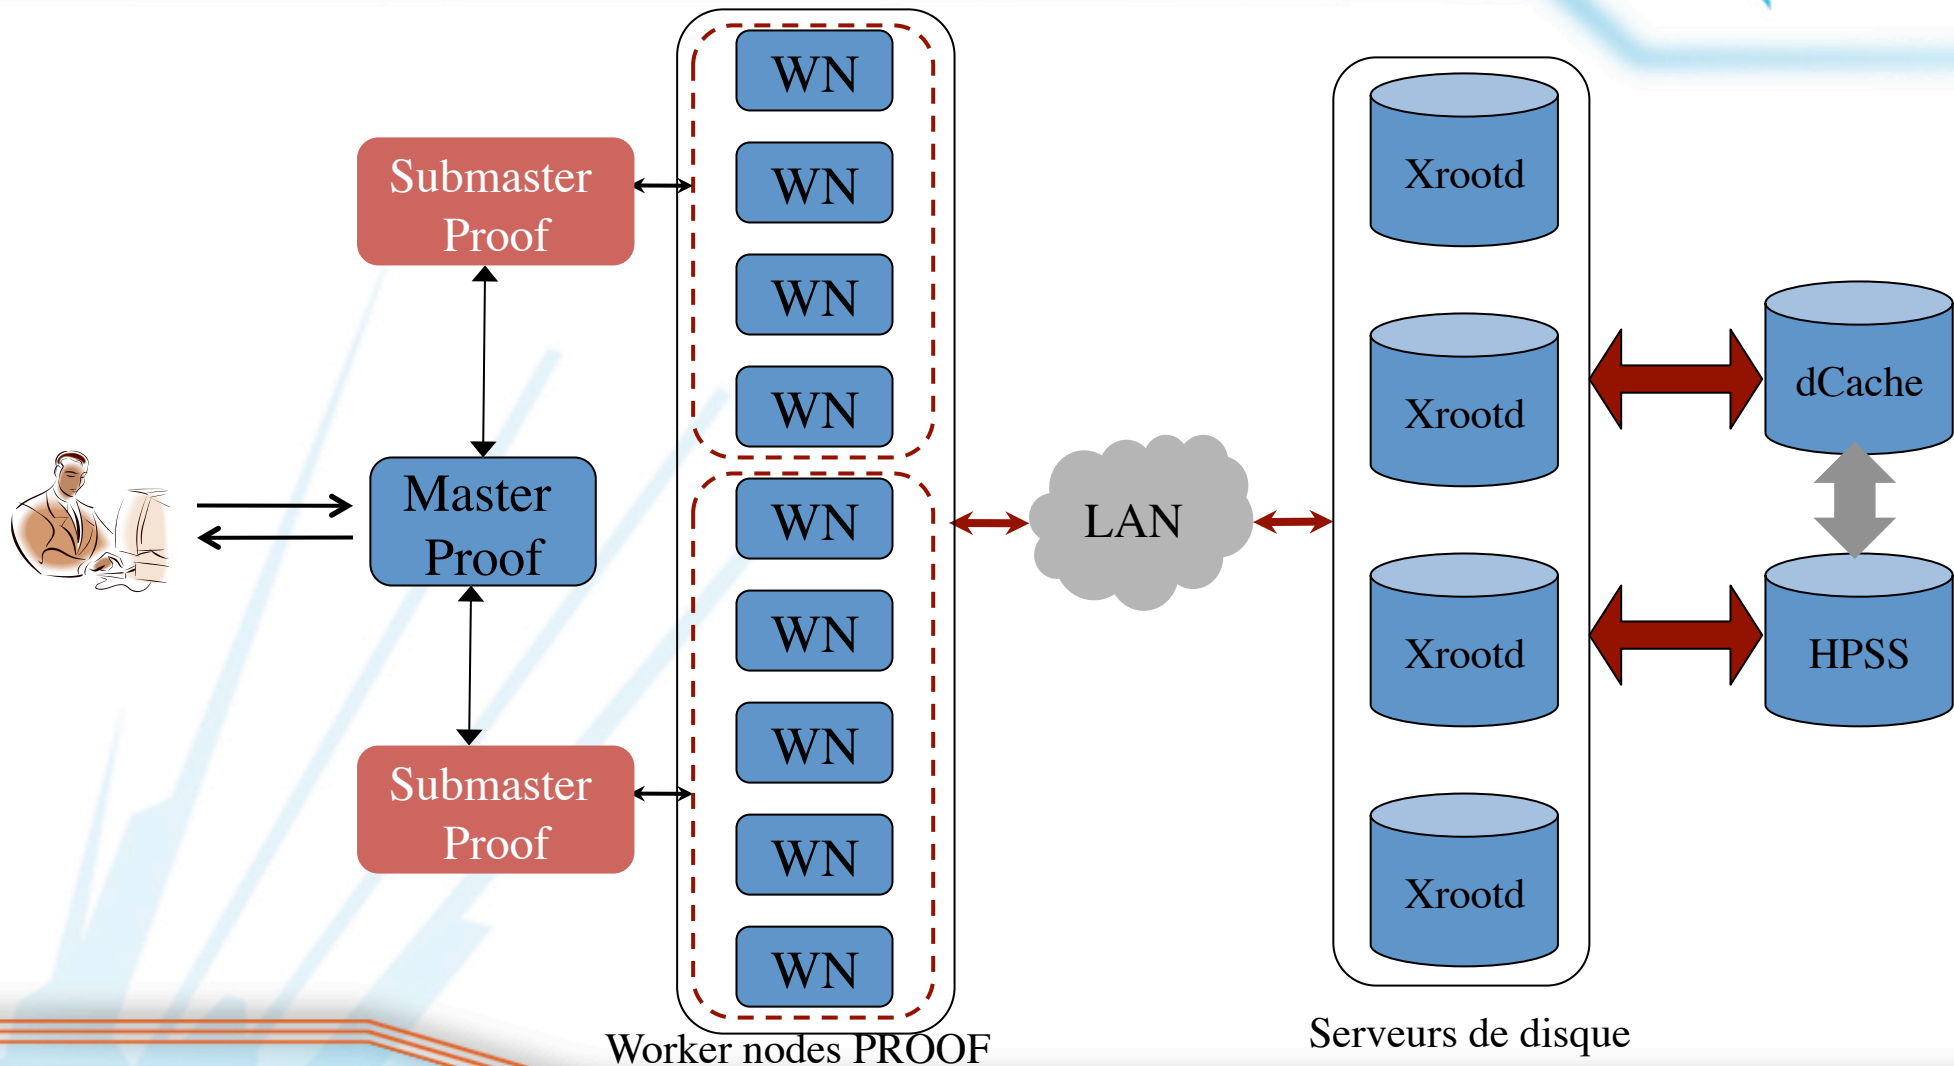 Submaster
Proof
Master
Proof
Submaster
Proof
WN
WN
WN
WN
WN
WN
WN
WN
WN
Worker nodes PROOF
LAN
Xrootd
Xrootd
Xrootd
Xrootd
Serveurs de disque
dCache
HPSS